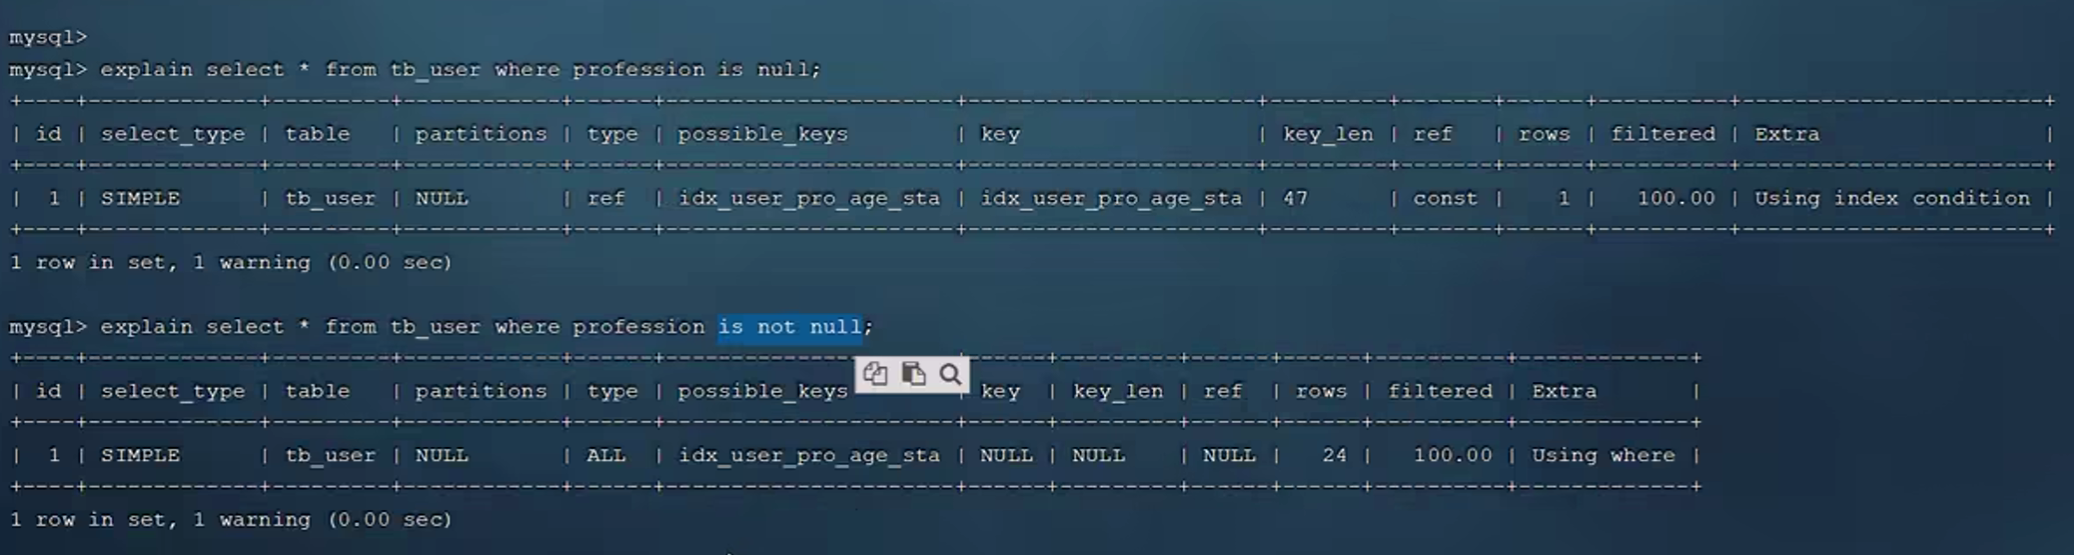 mysql>
mysql> explain select * from tb_user where profession is null;
+----+-------------+---------+------------+------+----------------------+----------------------+---------+-------+------+----------+-----------------------+
| id | select_type | table   | partitions | type | possible_keys        | key                  | key_len | ref   | rows | filtered | Extra                 |
+----+-------------+---------+------------+------+----------------------+----------------------+---------+-------+------+----------+-----------------------+
|  1 | SIMPLE      | tb_user | NULL       | ref  | idx_user_pro_age_sta | idx_user_pro_age_sta | 47      | const |    1 |   100.00 | Using index condition |
+----+-------------+---------+------------+------+----------------------+----------------------+---------+-------+------+----------+-----------------------+
1 row in set, 1 warning (0.00 sec)
mysql> explain select * from tb_user where profession is not null;
+----+-------------+---------+------------+------+----------------------+------+---------+------+------+----------+-------------+
| id | select_type | table   | partitions | type | possible_keys        | key  | key_len | ref  | rows | filtered | Extra       |
+----+-------------+---------+------------+------+----------------------+------+---------+------+------+----------+-------------+
|  1 | SIMPLE      | tb_user | NULL       | ALL  | idx_user_pro_age_sta | NULL | NULL    | NULL |   24 |   100.00 | Using where |
+----+-------------+---------+------------+------+----------------------+------+---------+------+------+----------+-------------+
1 row in set, 1 warning (0.00 sec)